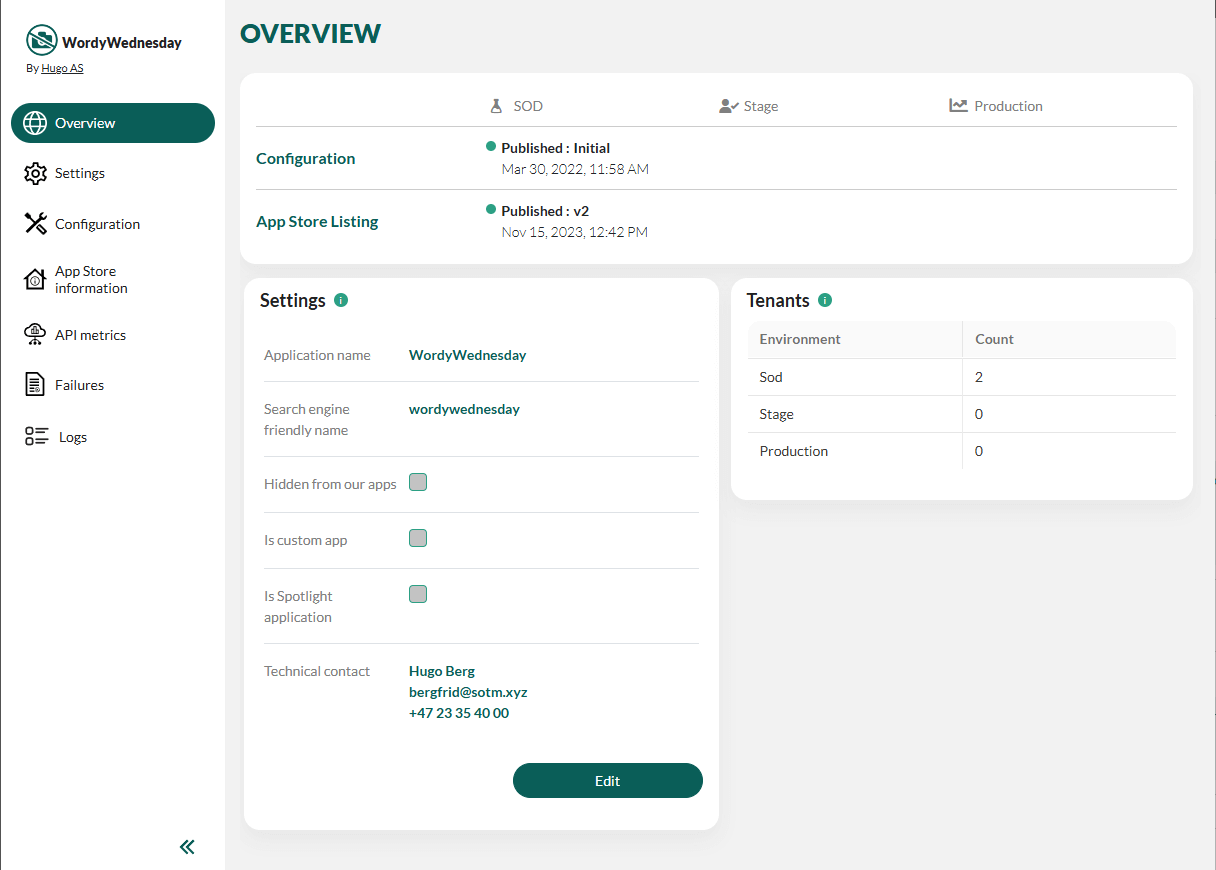 WordyWednesday
By Hugo AS
Overview
Settings
Configuration
App Store
information
API metrics
Failures
Logs
OVERVIEW
SOD Stage Production
Configuration
Published : Initial
Mar 30, 2022, 11:58 AM
App Store Listing
Published : v2
Nov 15, 2023, 12:42 PM
Settings
Application name WordyWednesday
Search engine
friendly name
wordywednesday
Hidden from our apps
Is custom app
Is Spotlight
application
Technical contact
Hugo Berg
bergfrid@sotm.xyz
+47 23 35 40 00
Edit
Tenants
Environment Count
Sod 2
Stage 0
Production 0